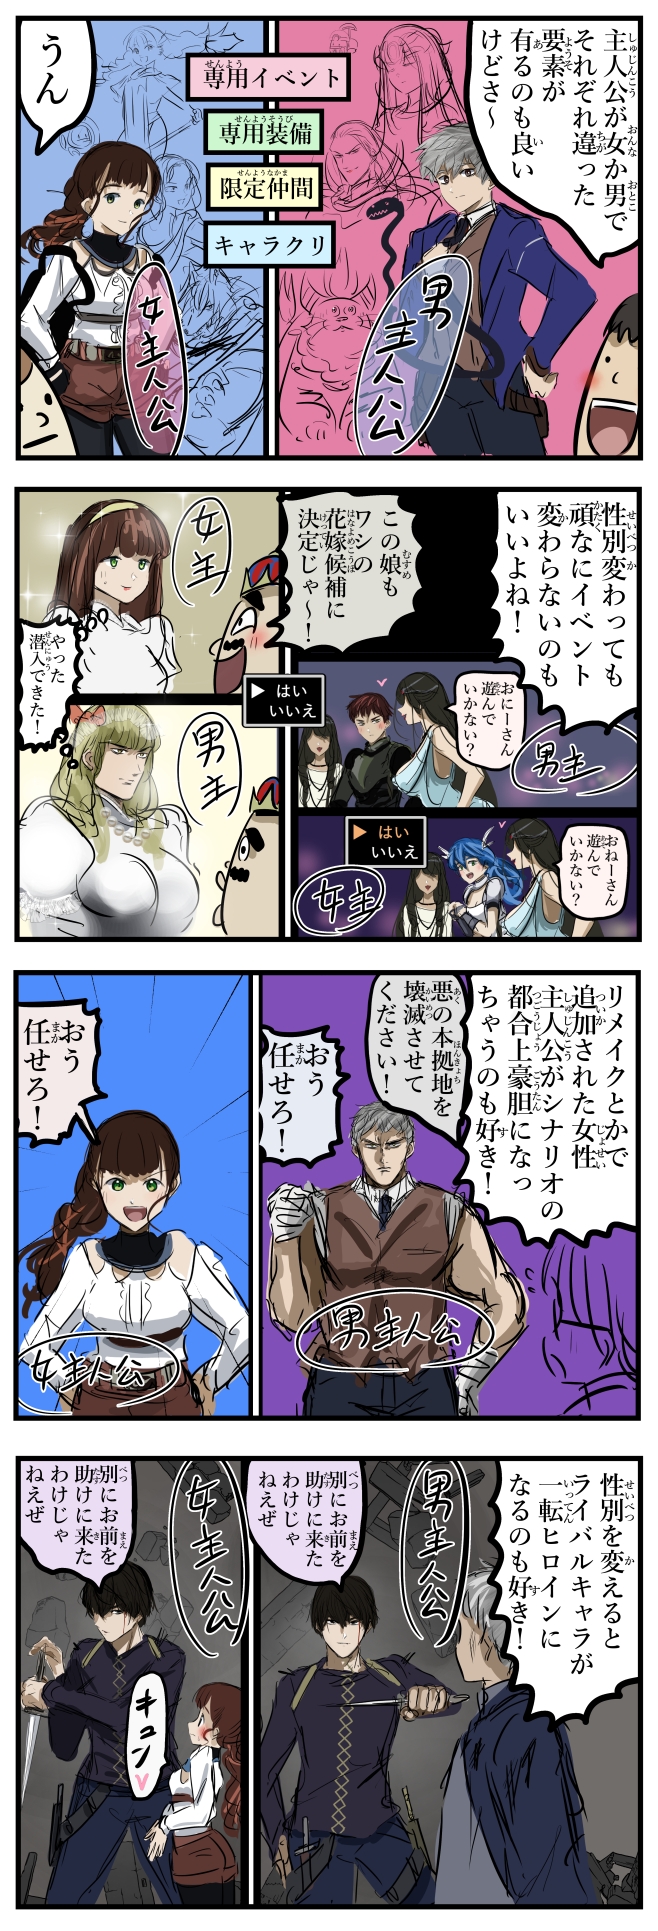 主人公が女か男で
それぞれ違った
要素が
有るのも良い
けどさ〜
専用イベント
専用装備
限定仲間
キャラクリ
男主人公
女主人公
うん
性別変わっても
頑なにイベント
変わらないのも
いいよね！
おにーさん
遊んで
いかない？
男主
はい
いいえ
おねーさん
遊んで
いかない？
はい
いいえ
女主
この娘も
ワシの
花嫁候補に
決定じゃ〜！
女主
やった
潜入できた！
男主
リメイクとかで
追加された女性
主人公がシナリオの
都合上豪胆になっ
ちゃうのも好き！
悪の本拠地を
壊滅させて
ください！
おう
任せろ！
男主人公
おう
任せろ！
女主人公
性別を変えると
ライバルキャラが
一転ヒロインに
なるのも好き！
男主人公
別にお前を
助けに来た
わけじゃ
ねえぜ
女主人公
別にお前を
助けに来た
わけじゃ
ねえぜ
キュン